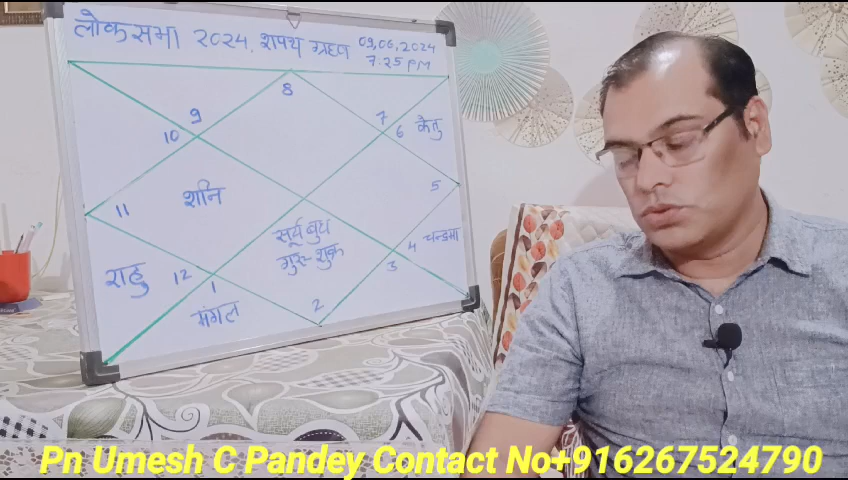 लोकसभा 2024, शपथ ग्रहण 09,06,2024
7:25 PM
8
9
7
10
6 केतु
5
11 शनि
सूर्य बुध
गुरु शुक्र
4 चन्द्रमा
3
राहु 12
1
2
मंगल
Pn Umesh C Pandey Contact No+916267524790